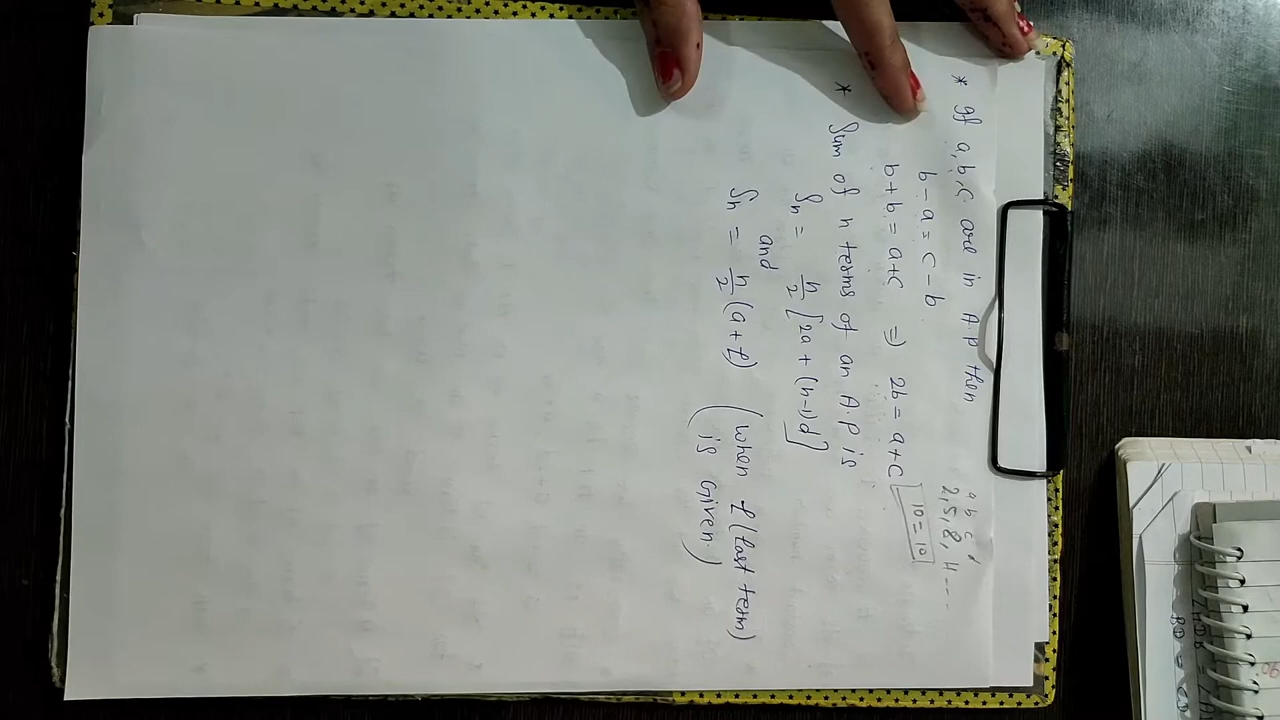 * If a, b, c are in A.P then
a b c d
2, 5, 8, 11 ---
b - a = c - b
b + b = a + c ⇒ 2b = a + c
10 = 10
* Sum of n terms of an A.P is
Sn = n/2 [2a + (n-1)d]
and
Sn = n/2 (a + l) (when l (last term)
is given.)